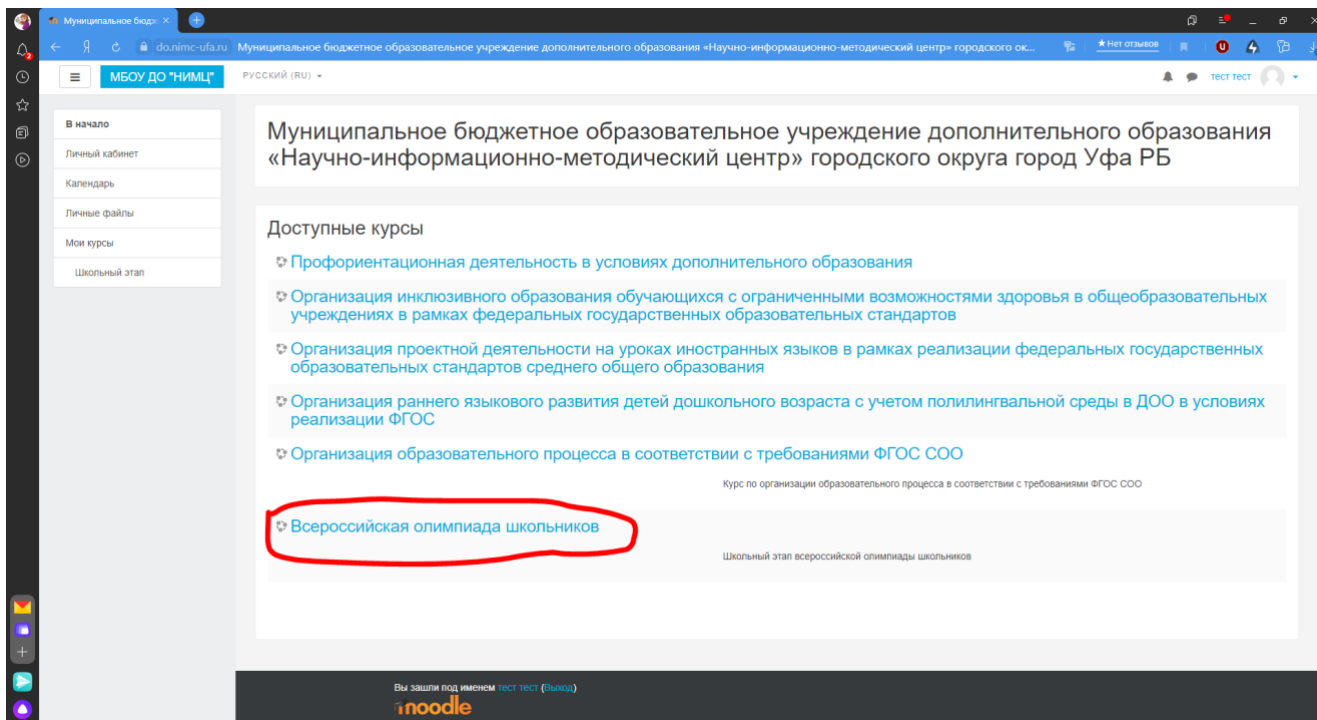 Муниципальное бюдж
do.nimc-ufa.ru Муниципальное бюджетное образовательное учреждение дополнительного образования «Научно-информационно-методический центр» городского ок...
★ Нет отзывов
МБОУ ДО "НИМЦ"
РУССКИЙ (RU)
тест тест
В начало
Личный кабинет
Календарь
Личные файлы
Мои курсы
Школьный этап
Муниципальное бюджетное образовательное учреждение дополнительного образования
«Научно-информационно-методический центр» городского округа город Уфа РБ
Доступные курсы
Профориентационная деятельность в условиях дополнительного образования
Организация инклюзивного образования обучающихся с ограниченными возможностями здоровья в общеобразовательных
учреждениях в рамках федеральных государственных образовательных стандартов
Организация проектной деятельности на уроках иностранных языков в рамках реализации федеральных государственных
образовательных стандартов среднего общего образования
Организация раннего языкового развития детей дошкольного возраста с учетом полилингвальной среды в ДОО в условиях
реализации ФГОС
Организация образовательного процесса в соответствии с требованиями ФГОС СОО
Курс по организации образовательного процесса в соответствии с требованиями ФГОС СОО
Всероссийская олимпиада школьников
Школьный этап всероссийской олимпиады школьников
Вы зашли под именем тест тест (Выход)
moodle